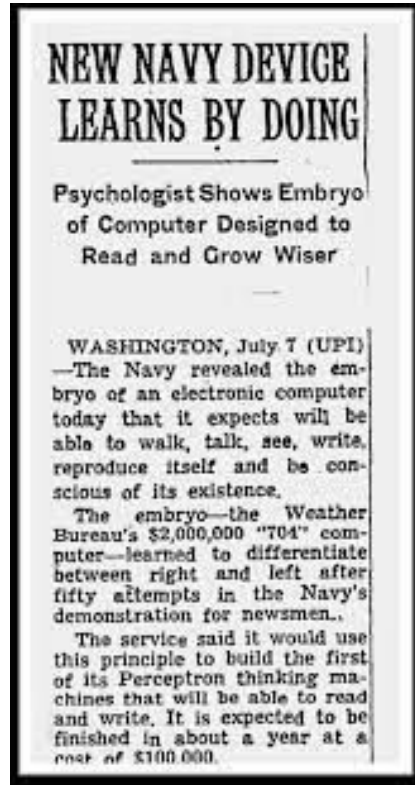 NEW NAVY DEVICE
LEARNS BY DOING
Psychologist Shows Embryo
of Computer Designed to
Read and Grow Wiser
WASHINGTON, July 7 (UPI)
—The Navy revealed the em-
bryo of an electronic computer
today that it expects will be
able to walk, talk, see, write,
reproduce itself and be con-
scious of its existence.
The embryo—the Weather
Bureau's $2,000,000 "704" com-
puter—learned to differentiate
between right and left after
fifty attempts in the Navy's
demonstration for newsmen..
The service said it would use
this principle to build the first
of its Perceptron thinking ma-
chines that will be able to read
and write. It is expected to be
finished in about a year at a
cost of $100,000.